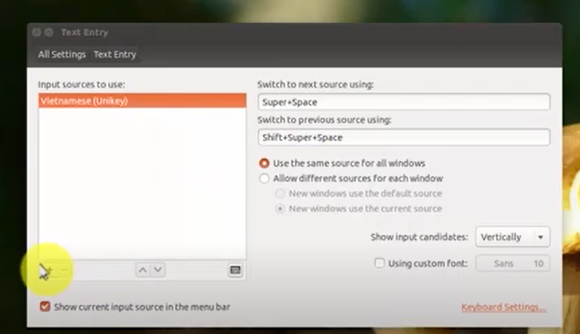 Text Entry
All Settings Text Entry
Input sources to use:
Vietnamese (Unikey)
Switch to next source using:
Super+Space
Switch to previous source using:
Shift+Super+Space
Use the same source for all windows
Allow different sources for each window
New windows use the default source
New windows use the current source
Show input candidates: Vertically
Using custom font: Sans 10
Show current input source in the menu bar
Keyboard Settings...